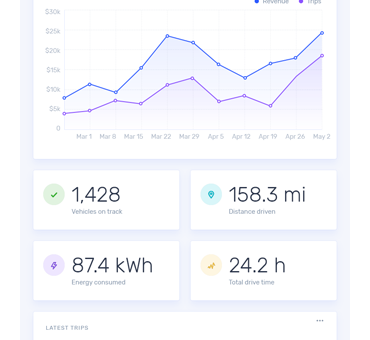 Revenue Trips
$30k
$25k
$20k
$15k
$10k
$5k
0
Mar 1 Mar 8 Mar 15 Mar 22 Mar 29 Apr 5 Apr 12 Apr 19 Apr 26 May 2
1,428
Vehicles on track
158.3 mi
Distance driven
87.4 kWh
Energy consumed
24.2 h
Total drive time
LATEST TRIPS